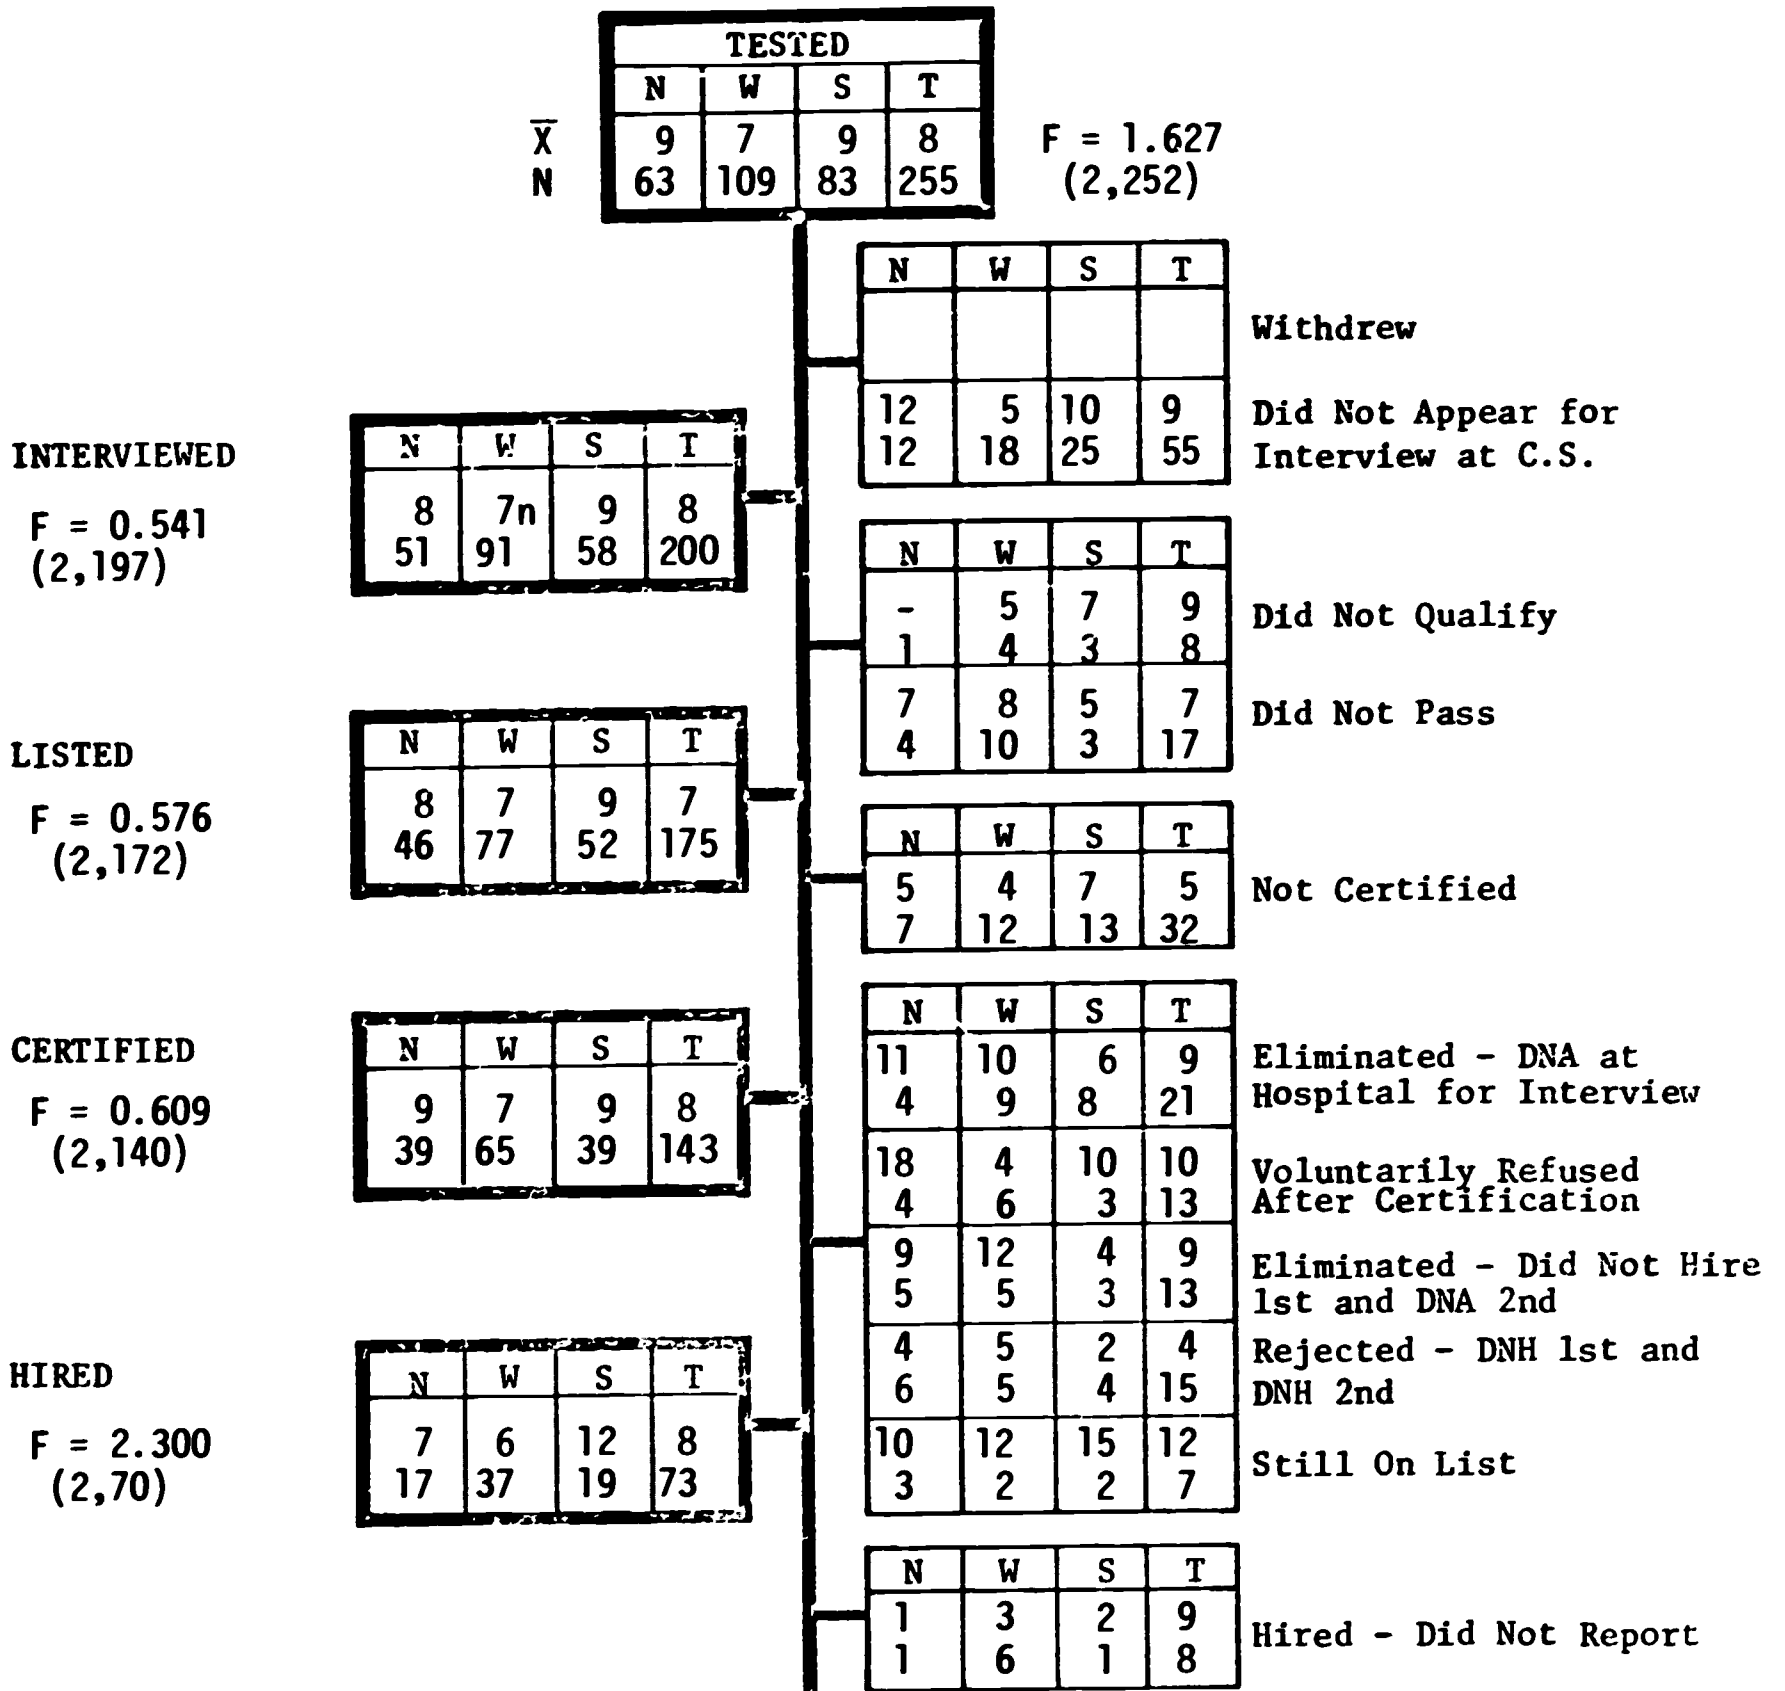 TESTED
N W S T
X̄ 9 7 9 8 F = 1.627
N 63 109 83 255 (2,252)
N W S T
Withdrew
12 5 10 9 Did Not Appear for
12 18 25 55 Interview at C.S.
INTERVIEWED
N W S T
8 7n 9 8
51 91 58 200
F = 0.541
(2,197)
N W S T
- 5 7 9 Did Not Qualify
1 4 3 8
7 8 5 7 Did Not Pass
4 10 3 17
LISTED
N W S T
8 7 9 7
46 77 52 175
F = 0.576
(2,172)
N W S T
5 4 7 5 Not Certified
7 12 13 32
CERTIFIED
N W S T
9 7 9 8
39 65 39 143
F = 0.609
(2,140)
N W S T
11 10 6 9 Eliminated - DNA at
4 9 8 21 Hospital for Interview
18 4 10 10 Voluntarily Refused
4 6 3 13 After Certification
9 12 4 9 Eliminated - Did Not Hire
5 5 3 13 1st and DNA 2nd
4 5 2 4 Rejected - DNH 1st and
6 5 4 15 DNH 2nd
10 12 15 12 Still On List
3 2 2 7
HIRED
N W S T
7 6 12 8
17 37 19 73
F = 2.300
(2,70)
N W S T
1 3 2 9 Hired - Did Not Report
1 6 1 8